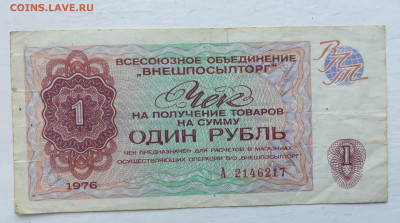 COINS.LAVE.RU
ВСЕСОЮЗНОЕ ОБЪЕДИНЕНИЕ
„ВНЕШПОСЫЛТОРГ"
ВПТ
Чек
НА ПОЛУЧЕНИЕ ТОВАРОВ
НА СУММУ
1
ОДИН РУБЛЬ
ЧЕК ПРЕДНАЗНАЧЕН ДЛЯ РАСЧЕТОВ В МАГАЗИНАХ,
ОСУЩЕСТВЛЯЮЩИХ ОПЕРАЦИИ В/О „ВНЕШПОСЫЛТОРГ"
1
1976
А 2146217